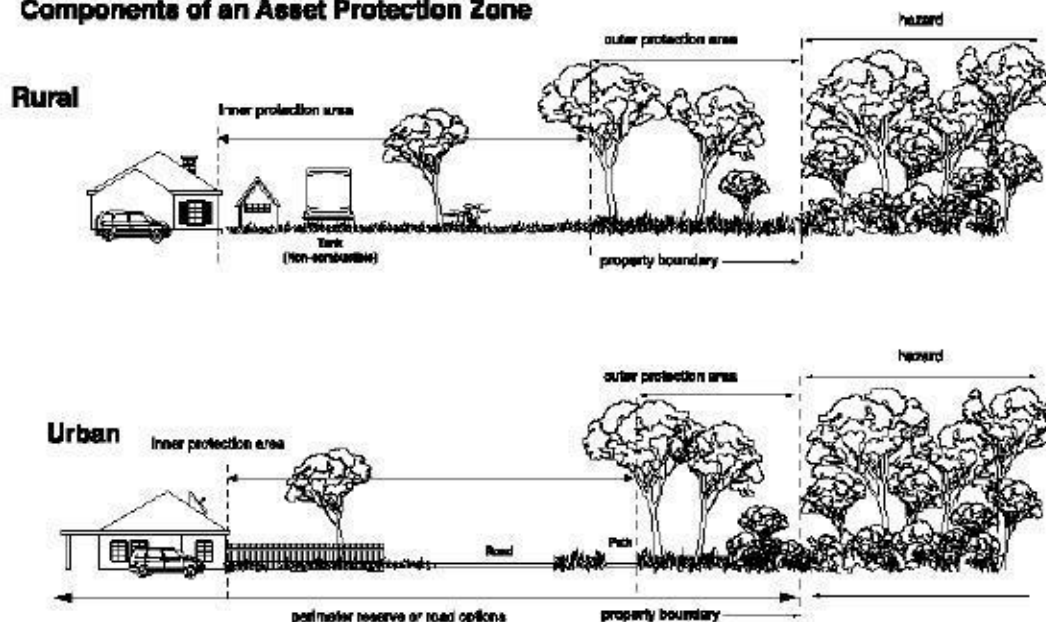 Components of an Asset Protection Zone
hazard
outer protection area
Rural
inner protection area
Tank
(Non-combustible)
property boundary
hazard
outer protection area
Urban
inner protection area
Road
Path
perimeter reserve or road options
property boundary